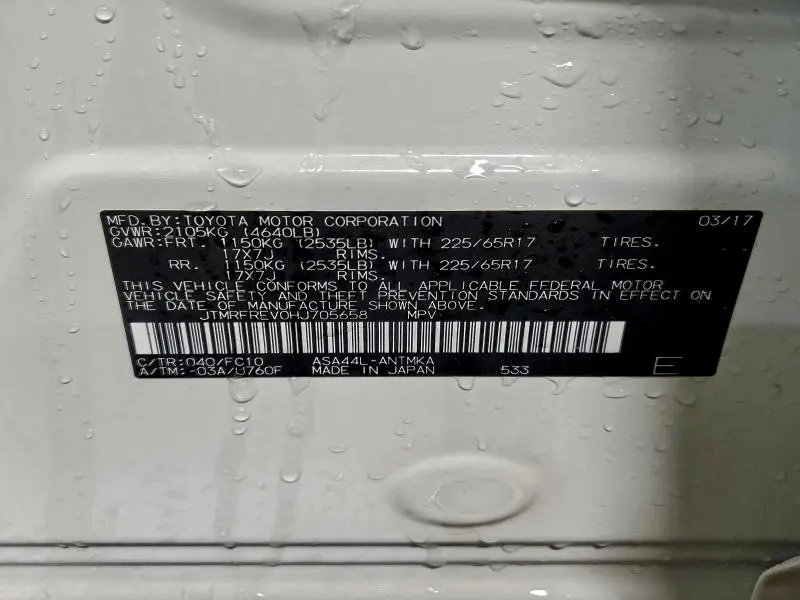 MFD.BY:TOYOTA MOTOR CORPORATION 03/17
GVWR:2105KG (4640LB)
GAWR:FRT. 1150KG (2535LB) WITH 225/65R17 TIRES.
17X7J RIMS.
RR. 1150KG (2535LB) WITH 225/65R17 TIRES.
17X7J RIMS.
THIS VEHICLE CONFORMS TO ALL APPLICABLE FEDERAL MOTOR
VEHICLE SAFETY AND THEFT PREVENTION STANDARDS IN EFFECT ON
THE DATE OF MANUFACTURE SHOWN ABOVE.
JTMRFREV0HJ705658 MPV
C/TR:040/FC10 ASA44L-ANTMKA
A/TM:-03A/U760F MADE IN JAPAN 533 E